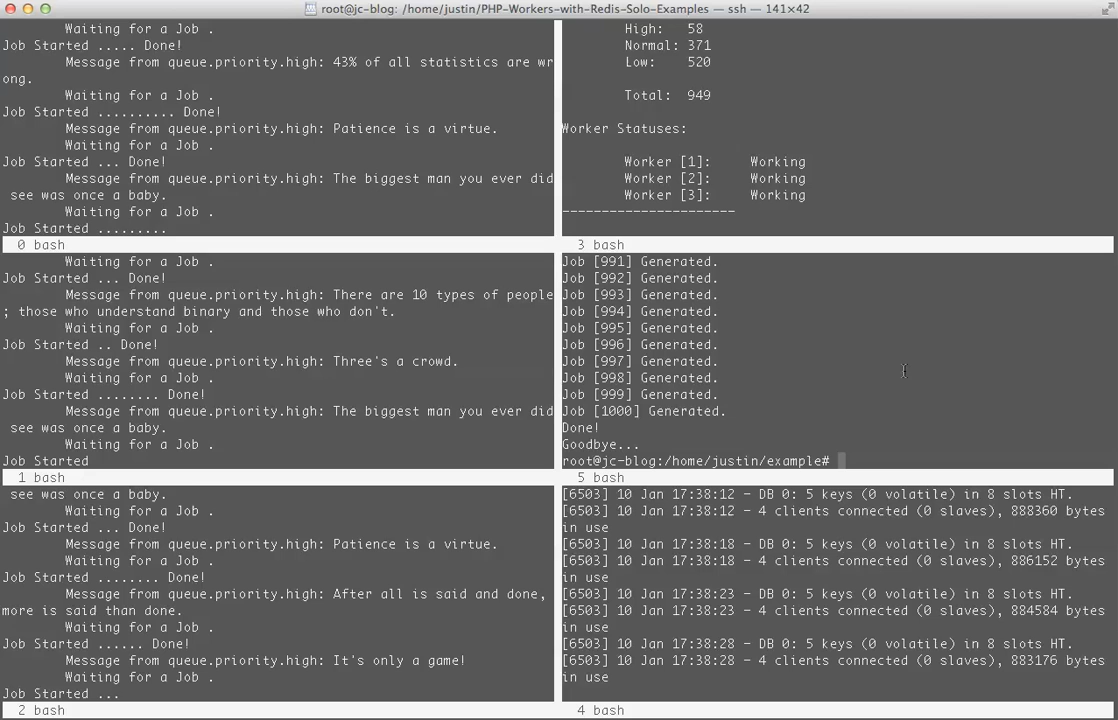 root@jc-blog: /home/justin/PHP-Workers-with-Redis-Solo-Examples — ssh — 141×42
Waiting for a Job .
Job Started ..... Done!
Message from queue.priority.high: 43% of all statistics are wr
ong.
Waiting for a Job .
Job Started .......... Done!
Message from queue.priority.high: Patience is a virtue.
Waiting for a Job .
Job Started ... Done!
Message from queue.priority.high: The biggest man you ever did
see was once a baby.
Waiting for a Job .
Job Started .........
0 bash
Waiting for a Job .
Job Started ... Done!
Message from queue.priority.high: There are 10 types of people
; those who understand binary and those who don't.
Waiting for a Job .
Job Started .. Done!
Message from queue.priority.high: Three's a crowd.
Waiting for a Job .
Job Started ........ Done!
Message from queue.priority.high: The biggest man you ever did
see was once a baby.
Waiting for a Job .
Job Started
1 bash
see was once a baby.
Waiting for a Job .
Job Started ... Done!
Message from queue.priority.high: Patience is a virtue.
Waiting for a Job .
Job Started ........ Done!
Message from queue.priority.high: After all is said and done,
more is said than done.
Waiting for a Job .
Job Started ...... Done!
Message from queue.priority.high: It's only a game!
Waiting for a Job .
Job Started ...
2 bash
High: 58
Normal: 371
Low: 520
Total: 949
Worker Statuses:
Worker [1]: Working
Worker [2]: Working
Worker [3]: Working
----------------------
3 bash
Job [991] Generated.
Job [992] Generated.
Job [993] Generated.
Job [994] Generated.
Job [995] Generated.
Job [996] Generated.
Job [997] Generated.
Job [998] Generated.
Job [999] Generated.
Job [1000] Generated.
Done!
Goodbye...
root@jc-blog:/home/justin/example#
5 bash
[6503] 10 Jan 17:38:12 - DB 0: 5 keys (0 volatile) in 8 slots HT.
[6503] 10 Jan 17:38:12 - 4 clients connected (0 slaves), 888360 bytes
in use
[6503] 10 Jan 17:38:18 - DB 0: 5 keys (0 volatile) in 8 slots HT.
[6503] 10 Jan 17:38:18 - 4 clients connected (0 slaves), 886152 bytes
in use
[6503] 10 Jan 17:38:23 - DB 0: 5 keys (0 volatile) in 8 slots HT.
[6503] 10 Jan 17:38:23 - 4 clients connected (0 slaves), 884584 bytes
in use
[6503] 10 Jan 17:38:28 - DB 0: 5 keys (0 volatile) in 8 slots HT.
[6503] 10 Jan 17:38:28 - 4 clients connected (0 slaves), 883176 bytes
in use
4 bash